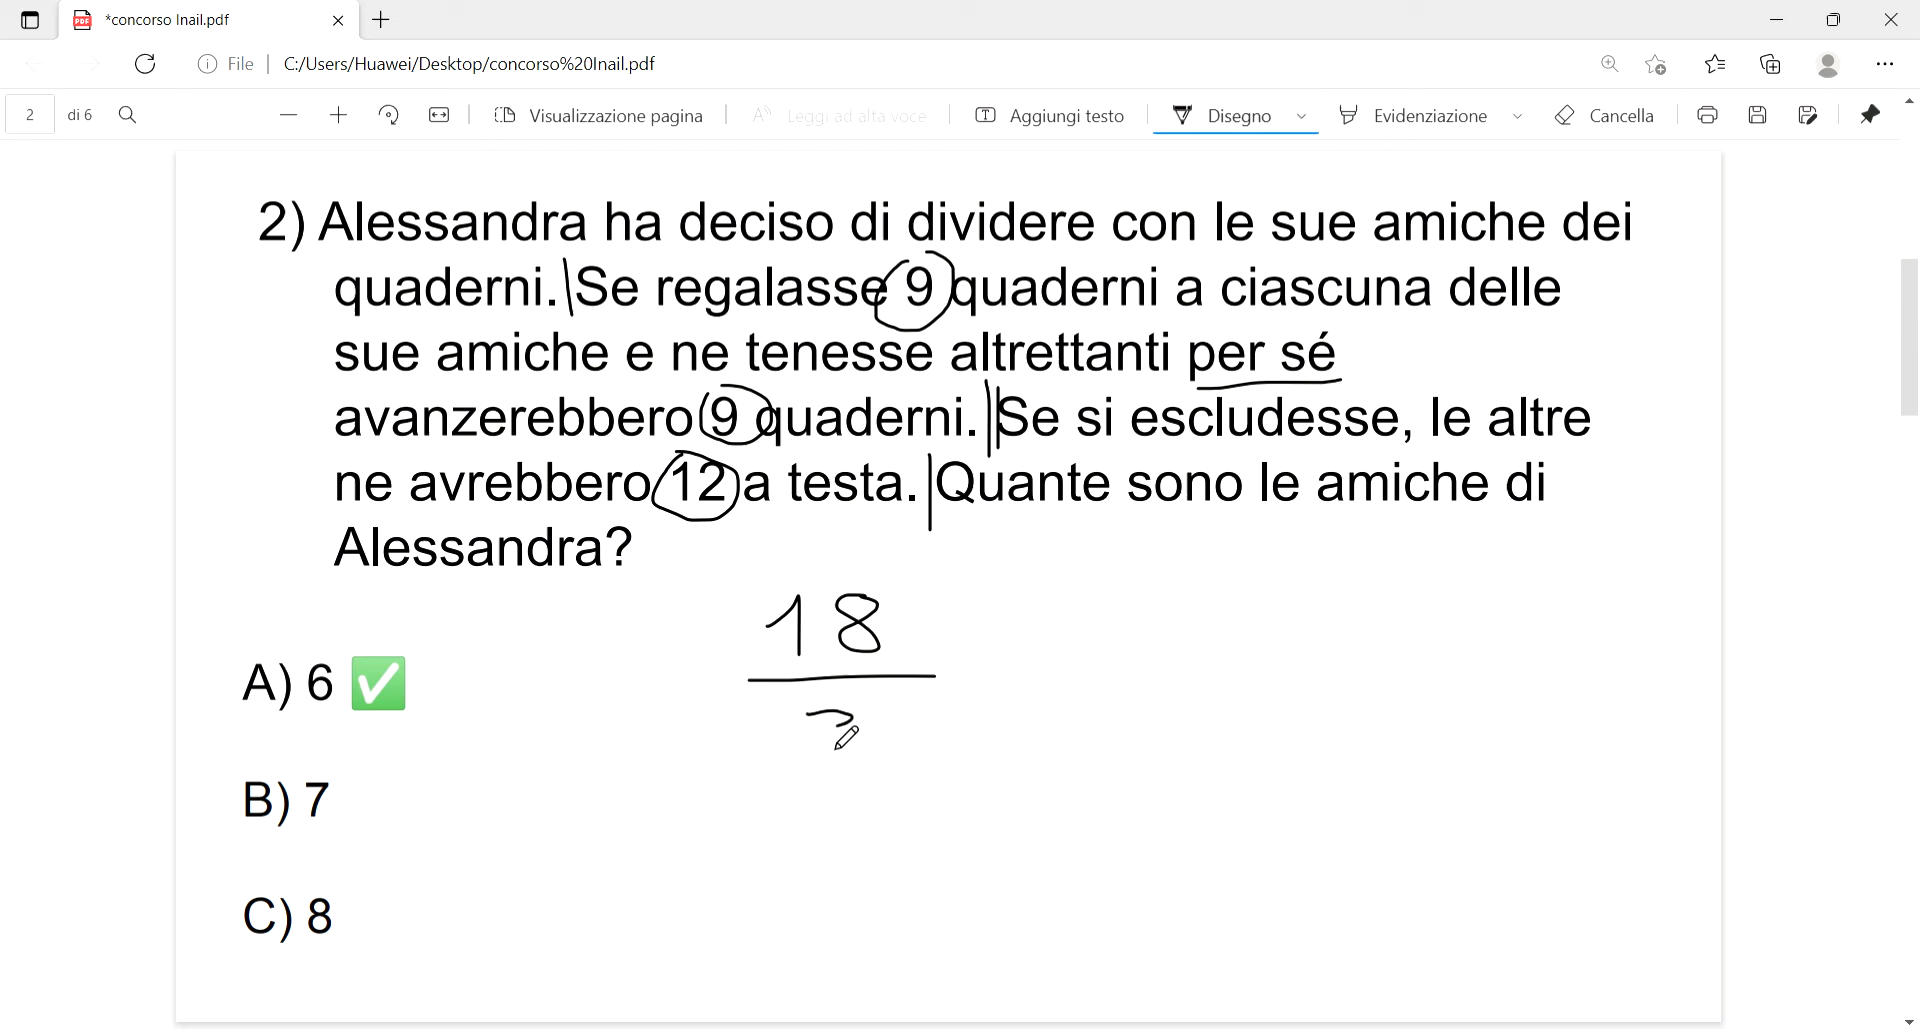 *concorso Inail.pdf
File
C:/Users/Huawei/Desktop/concorso%20Inail.pdf
2 di 6
Visualizzazione pagina
Leggi ad alta voce
Aggiungi testo
Disegno
Evidenziazione
Cancella
2) Alessandra ha deciso di dividere con le sue amiche dei
quaderni. Se regalasse 9 quaderni a ciascuna delle
sue amiche e ne tenesse altrettanti per sé
avanzerebbero 9 quaderni. Se si escludesse, le altre
ne avrebbero 12 a testa. Quante sono le amiche di
Alessandra?
18
A) 6 ✅
B) 7
C) 8